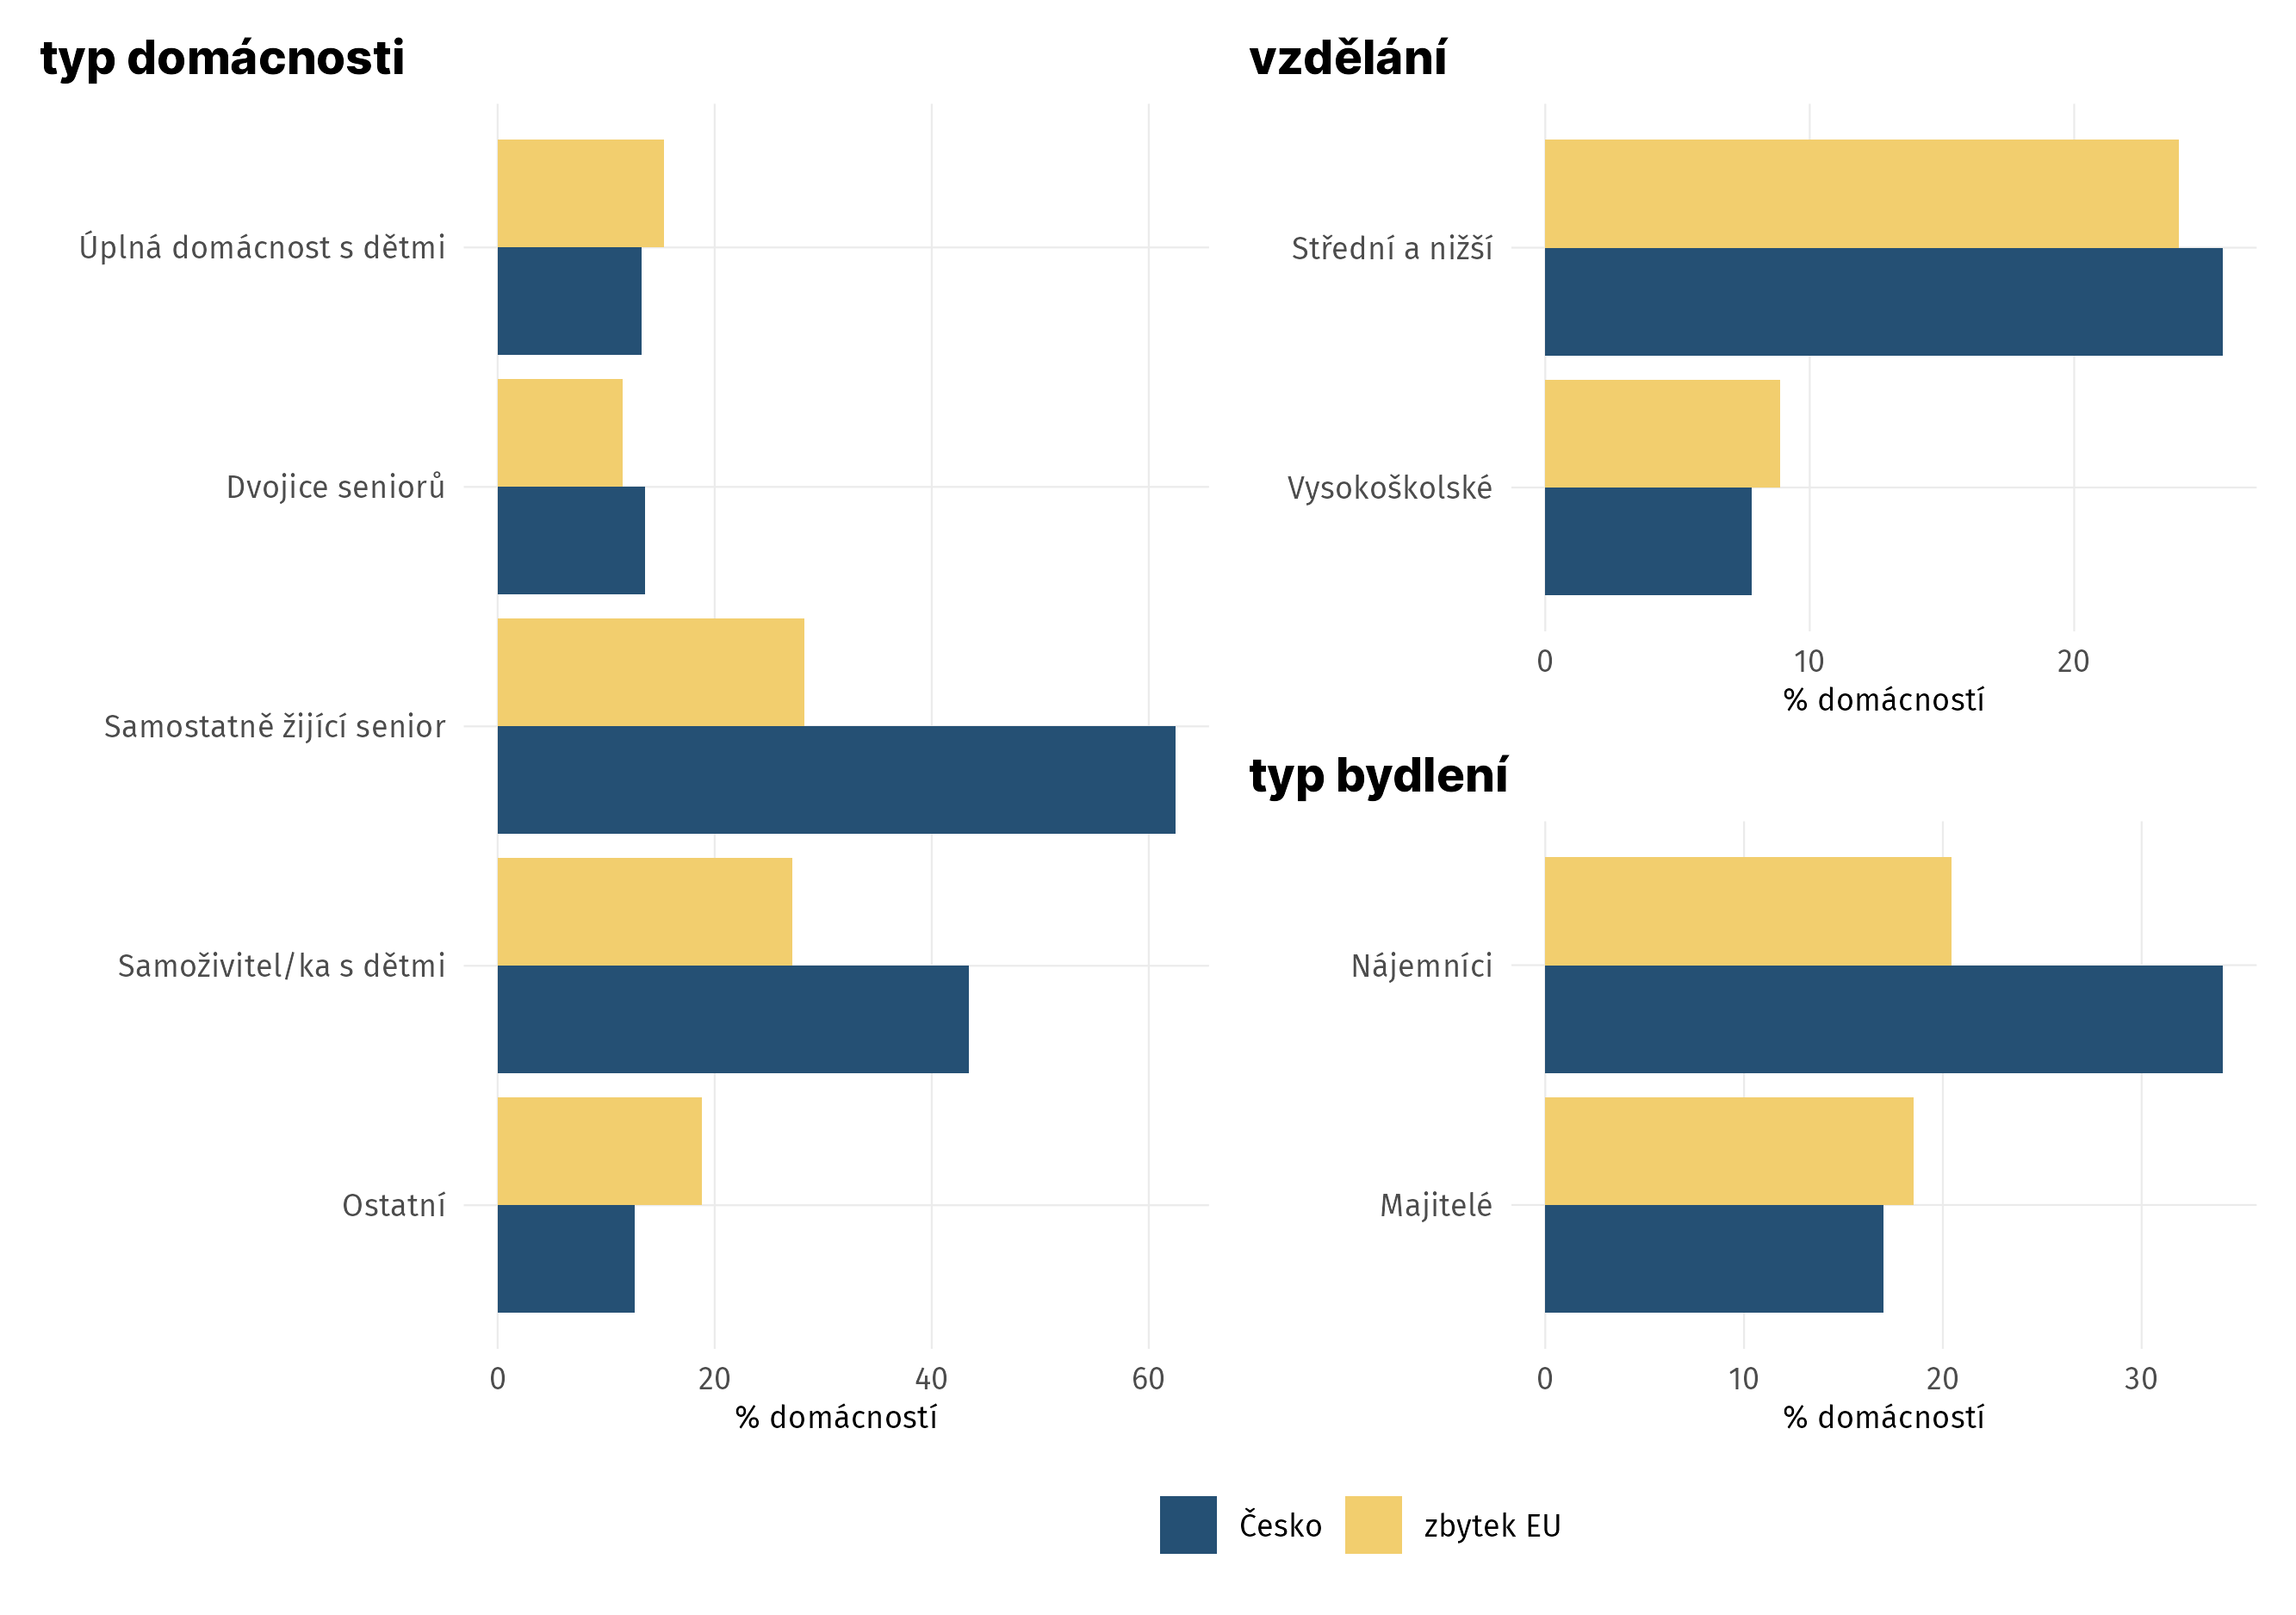 typ domácnosti
Úplná domácnost s dětmi
Dvojice seniorů
Samostatně žijící senior
Samoživitel/ka s dětmi
Ostatní
0 20 40 60
% domácností
vzdělání
Střední a nižší
Vysokoškolské
0 10 20
% domácností
typ bydlení
Nájemníci
Majitelé
0 10 20 30
% domácností
Česko zbytek EU